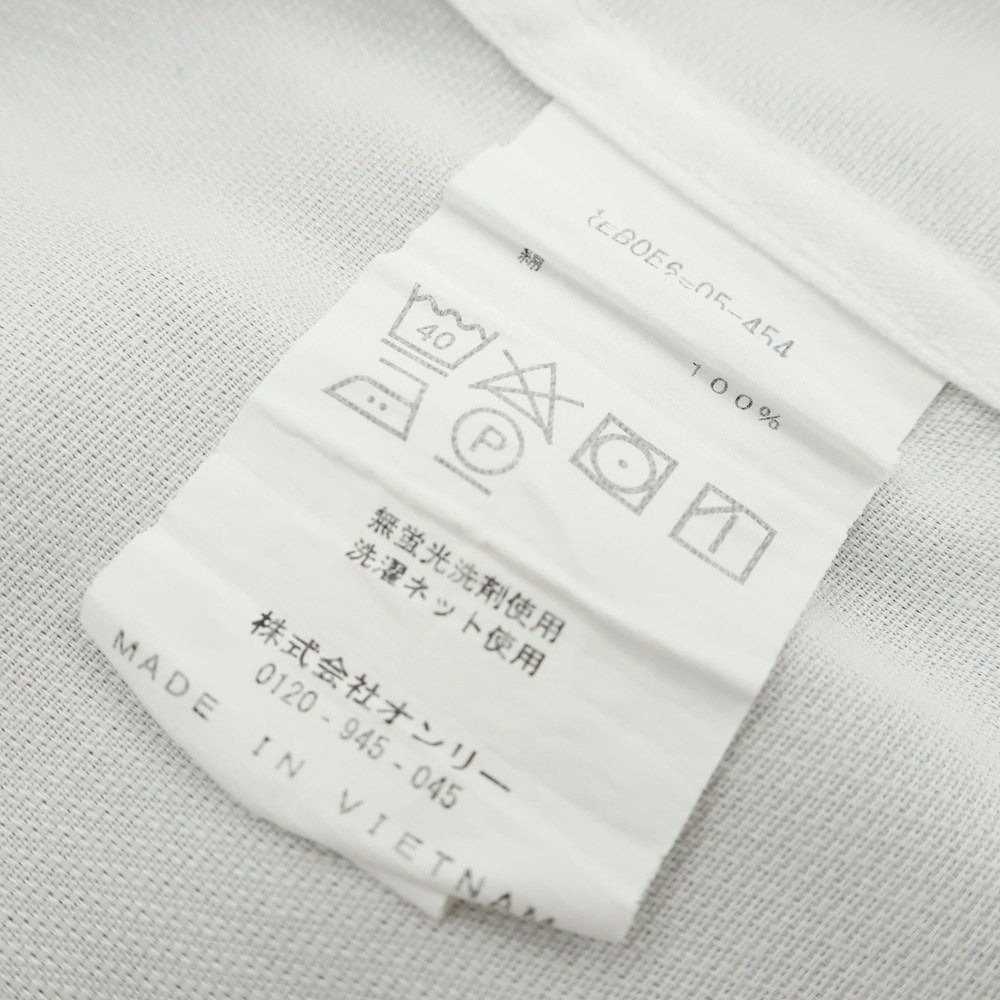 綿 100%
40
P
無蛍光洗剤使用
洗濯ネット使用
株式会社オンリー
0120-945-045
MADE IN VIETNAM